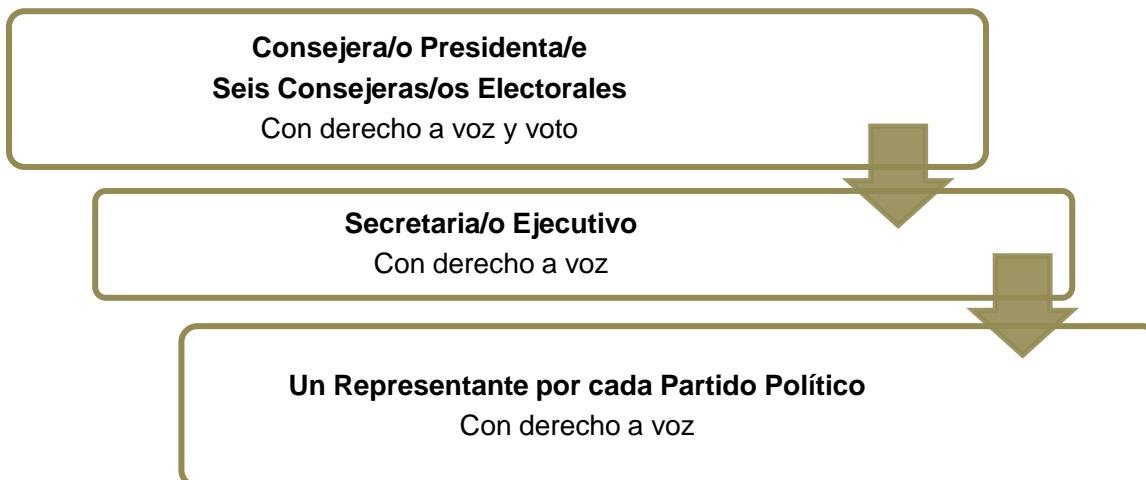 Consejera/o Presidenta/e
Seis Consejeras/os Electorales
Con derecho a voz y voto
Secretaria/o Ejecutivo
Con derecho a voz
Un Representante por cada Partido Político
Con derecho a voz